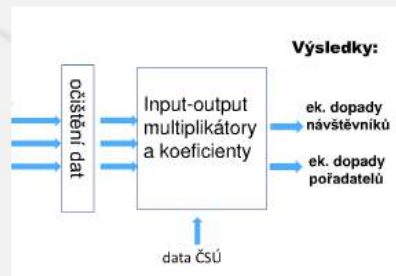 Výsledky:
očištění dat
Input-output
multiplikátory
a koeficienty
ek. dopady
návštěvníků
ek. dopady
pořadatelů
data ČSÚ